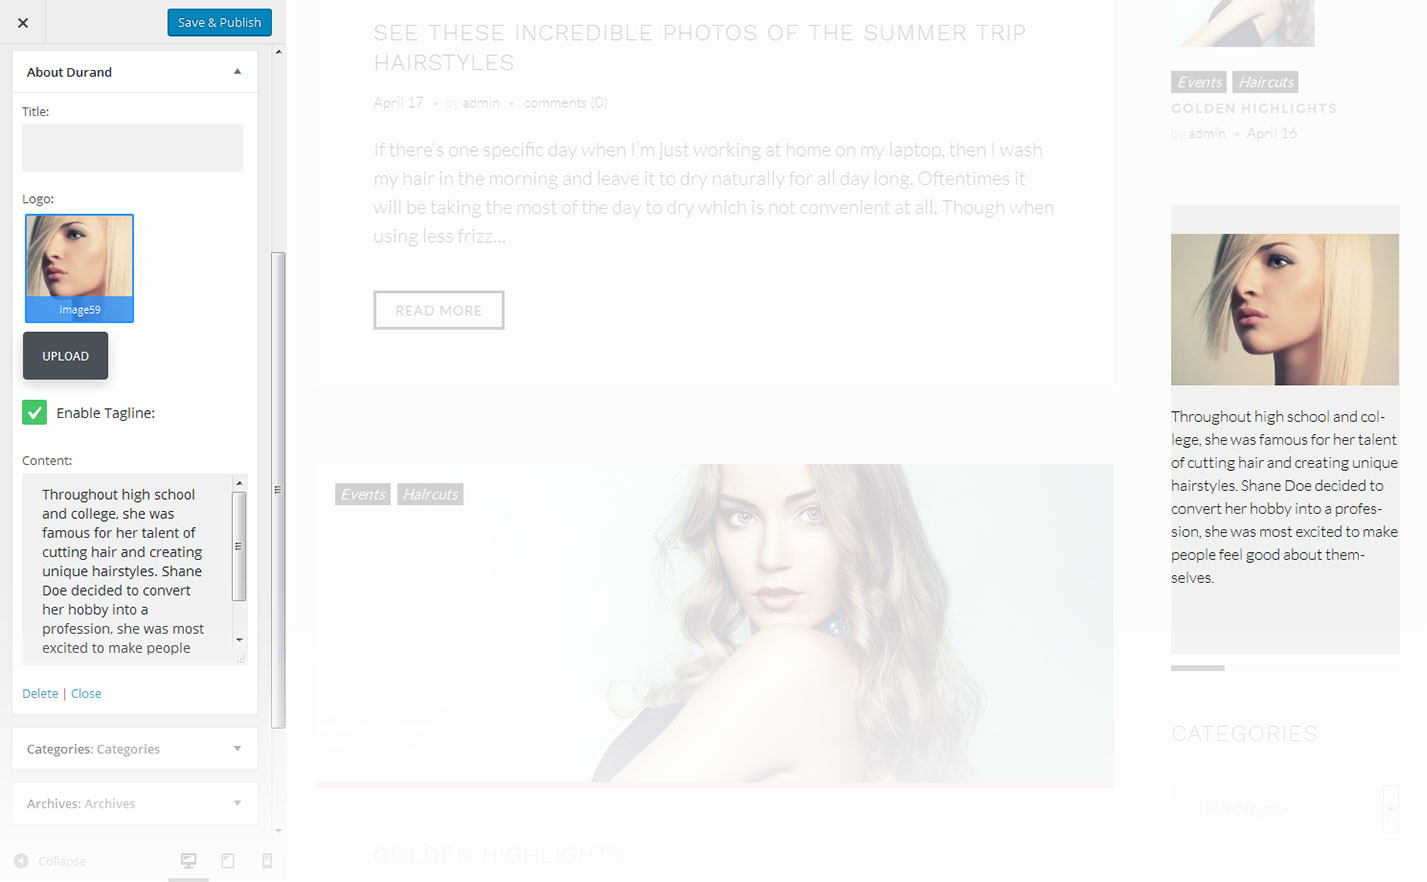 Save & Publish
About Durand
Title:
Logo:
image59
UPLOAD
Enable Tagline:
Content:
Throughout high school
and college, she was
famous for her talent of
cutting hair and creating
unique hairstyles. Shane
Doe decided to convert
her hobby into a
profession, she was most
excited to make people
Delete | Close
Categories: Categories
Archives: Archives
Collapse
SEE THESE INCREDIBLE PHOTOS OF THE SUMMER TRIP
HAIRSTYLES
April 17 • by admin • comments (0)
If there's one specific day when I'm just working at home on my laptop, then I wash
my hair in the morning and leave it to dry naturally for all day long. Oftentimes it
will be taking the most of the day to dry which is not convenient at all. Though when
using less frizz...
READ MORE
Events Haircuts
GOLDEN HIGHLIGHTS
Events Haircuts
GOLDEN HIGHLIGHTS
by admin • April 16
Throughout high school and col-
lege, she was famous for her talent
of cutting hair and creating unique
hairstyles. Shane Doe decided to
convert her hobby into a profes-
sion, she was most excited to make
people feel good about them-
selves.
CATEGORIES
Select Category